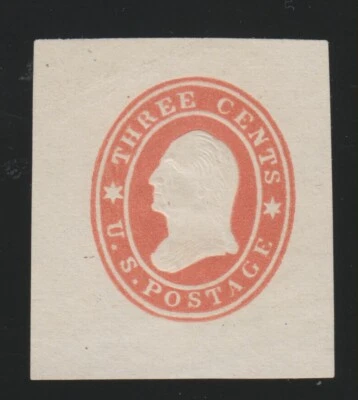 THREE CENTS
U.S. POSTAGE